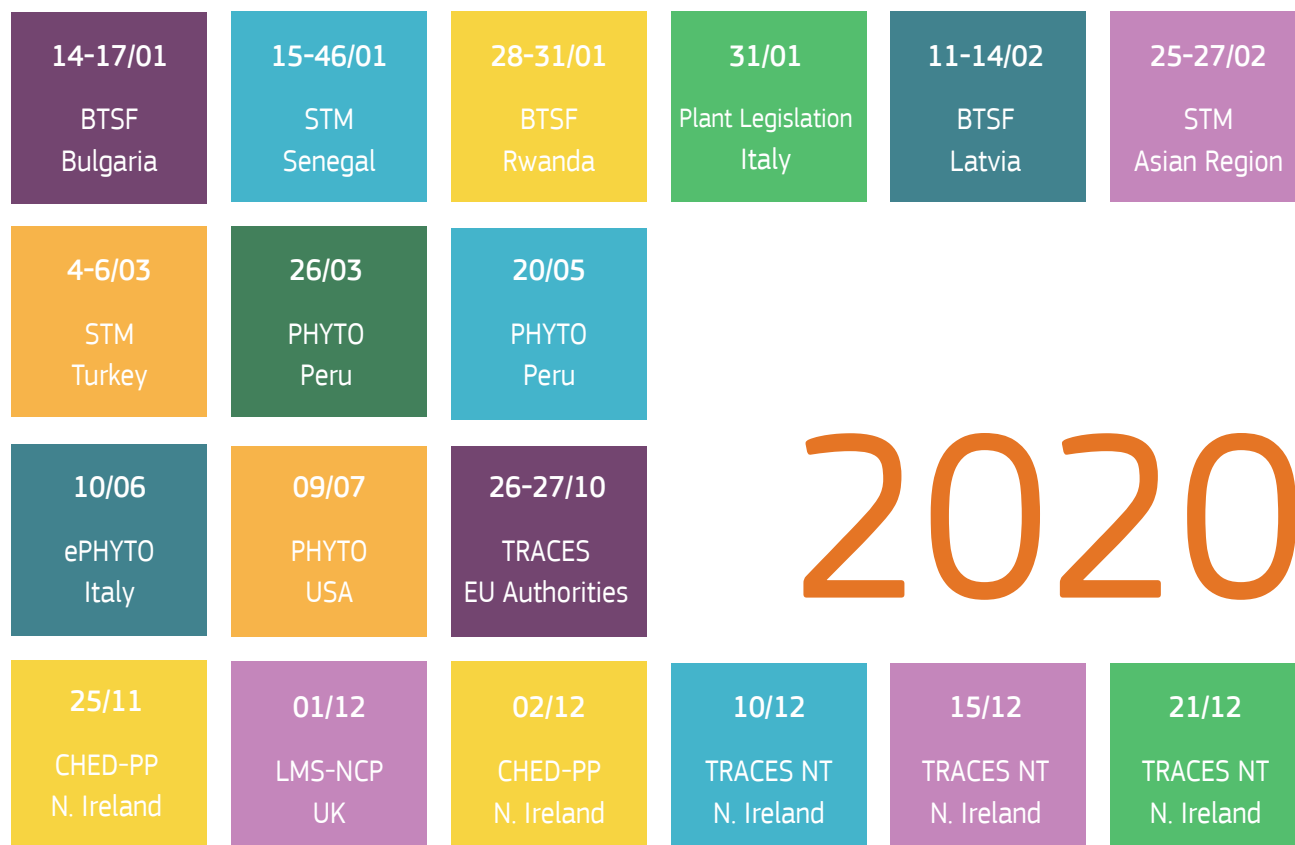 14-17/01
BTSF
Bulgaria
15-46/01
STM
Senegal
28-31/01
BTSF
Rwanda
31/01
Plant Legislation
Italy
11-14/02
BTSF
Latvia
25-27/02
STM
Asian Region
4-6/03
STM
Turkey
26/03
PHYTO
Peru
20/05
PHYTO
Peru
2020
10/06
ePHYTO
Italy
09/07
PHYTO
USA
26-27/10
TRACES
EU Authorities
25/11
CHED-PP
N. Ireland
01/12
LMS-NCP
UK
02/12
CHED-PP
N. Ireland
10/12
TRACES NT
N. Ireland
15/12
TRACES NT
N. Ireland
21/12
TRACES NT
N. Ireland